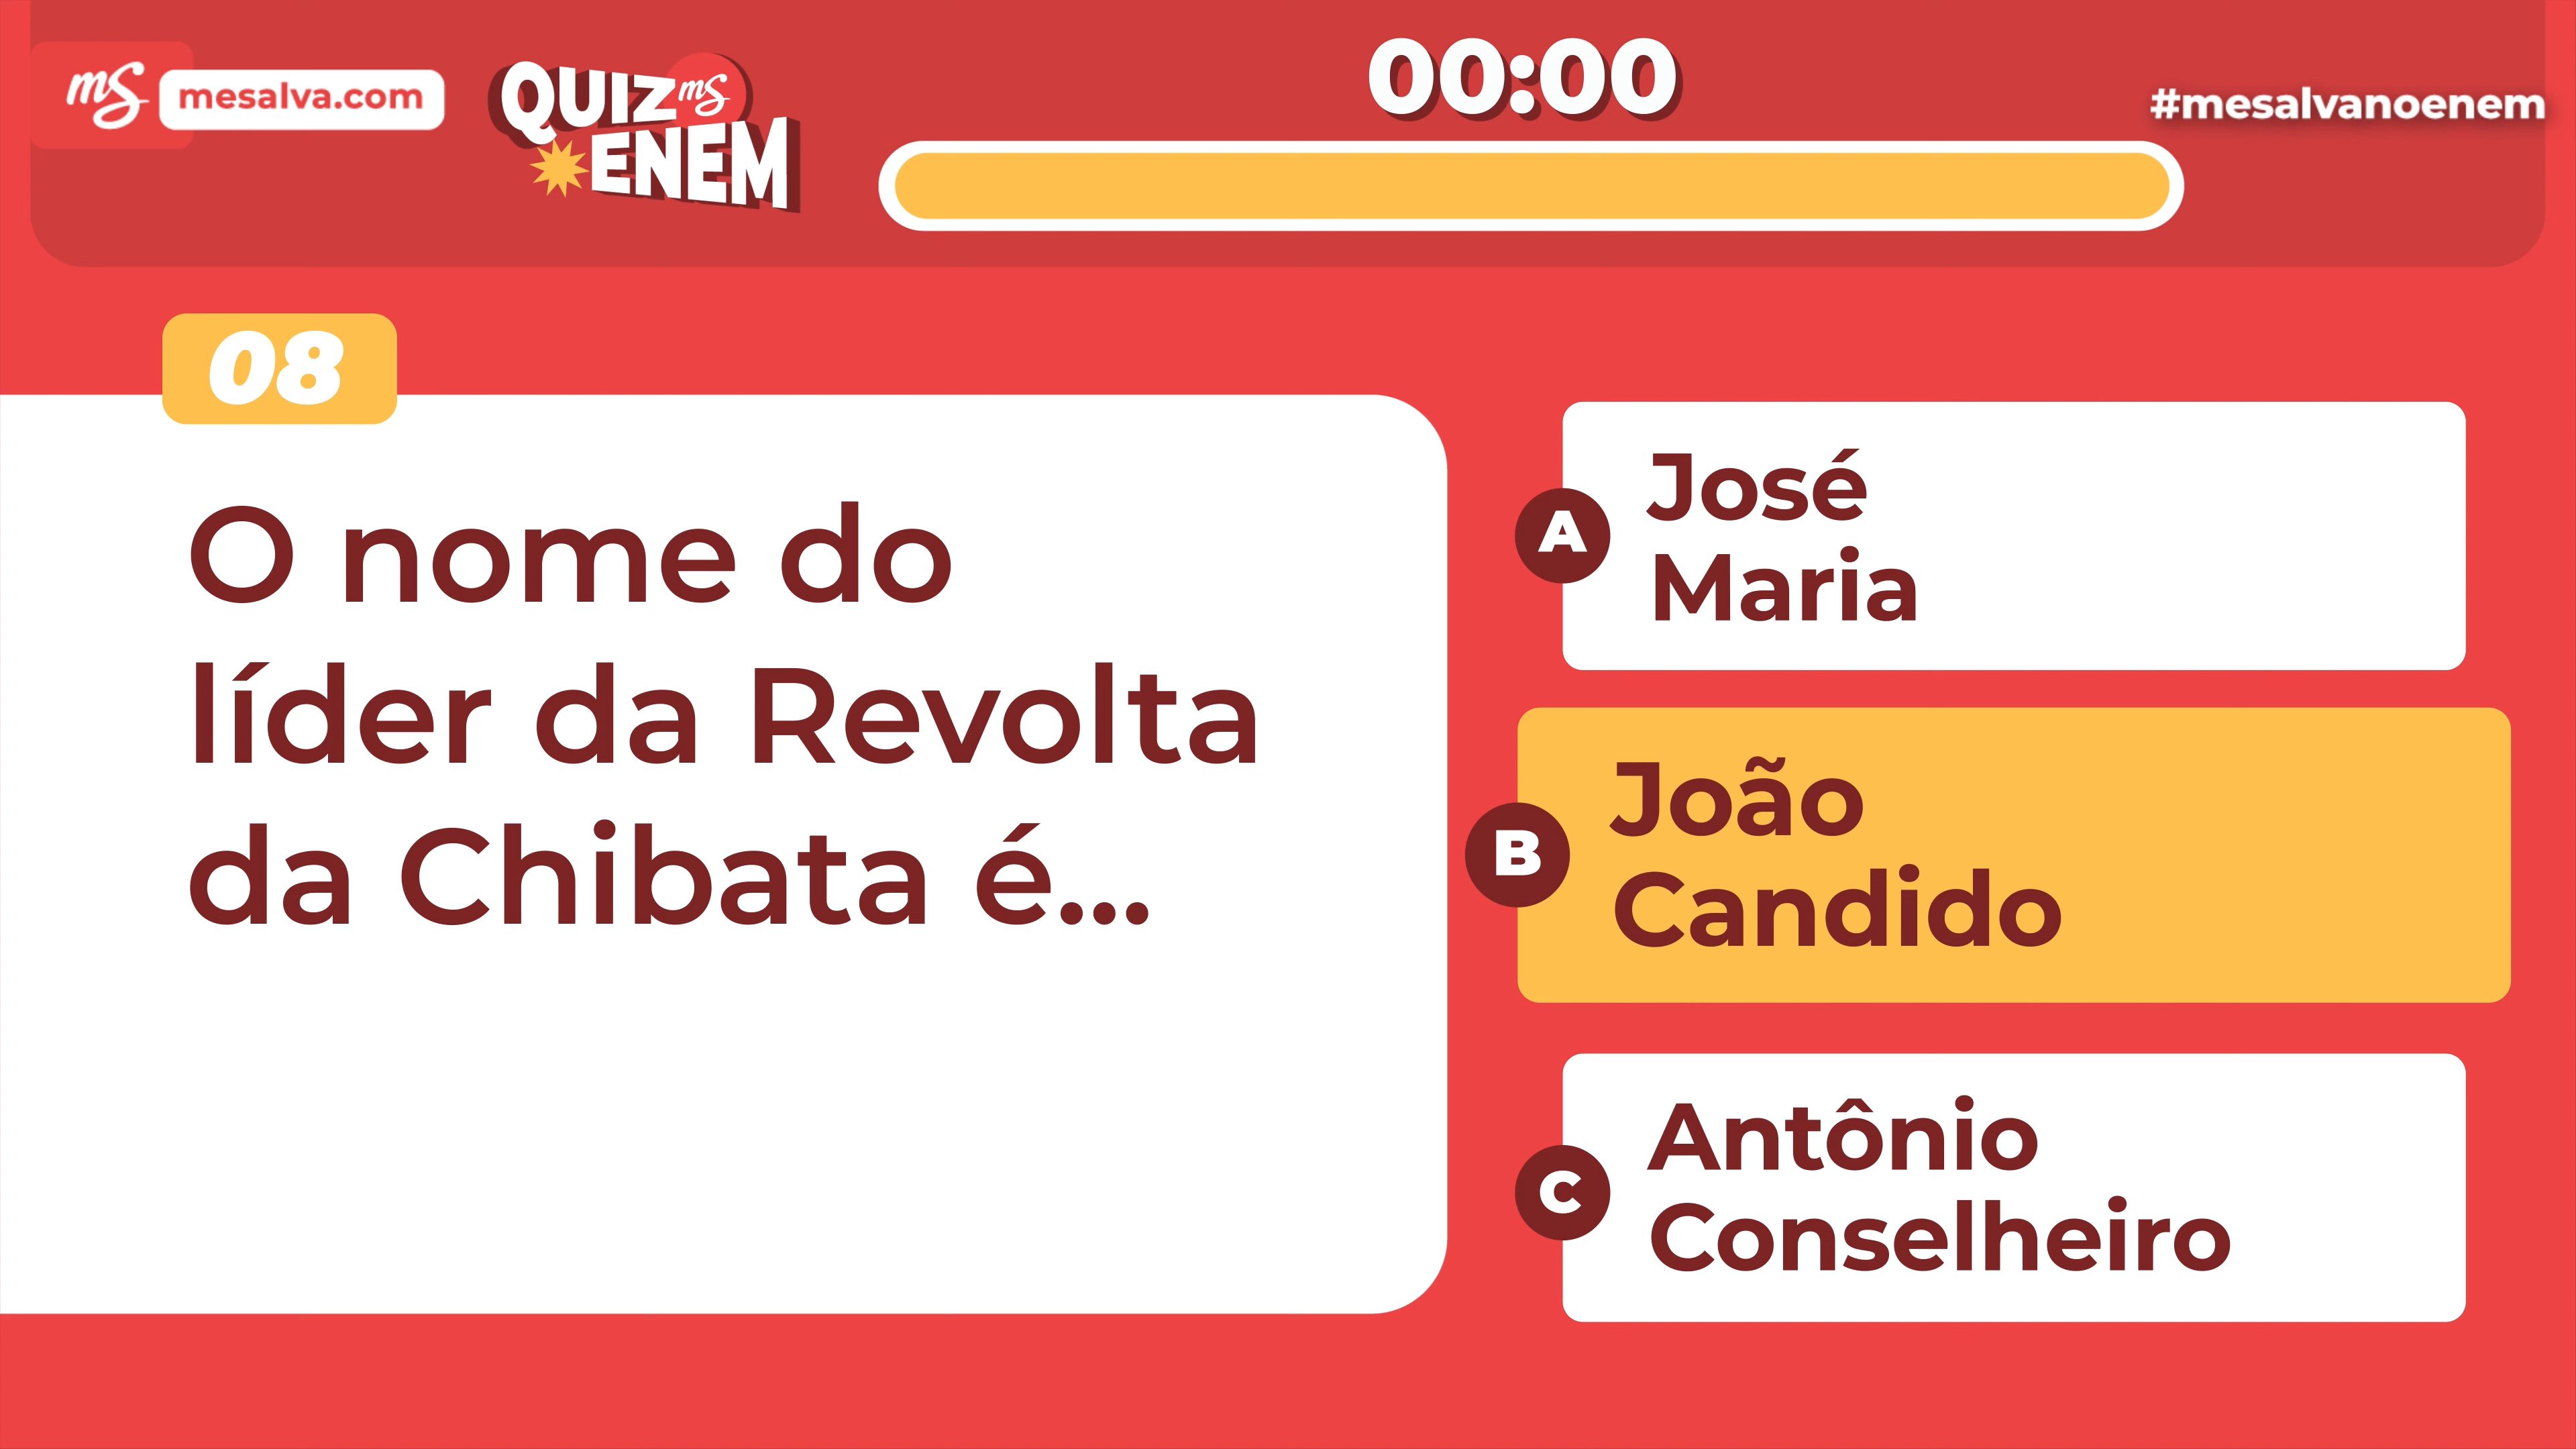 mS mesalva.com
QUIZ mS
ENEM
00:00
#mesalvanoenem
08
O nome do
líder da Revolta
da Chibata é...
A
José
Maria
B
João
Candido
C
Antônio
Conselheiro